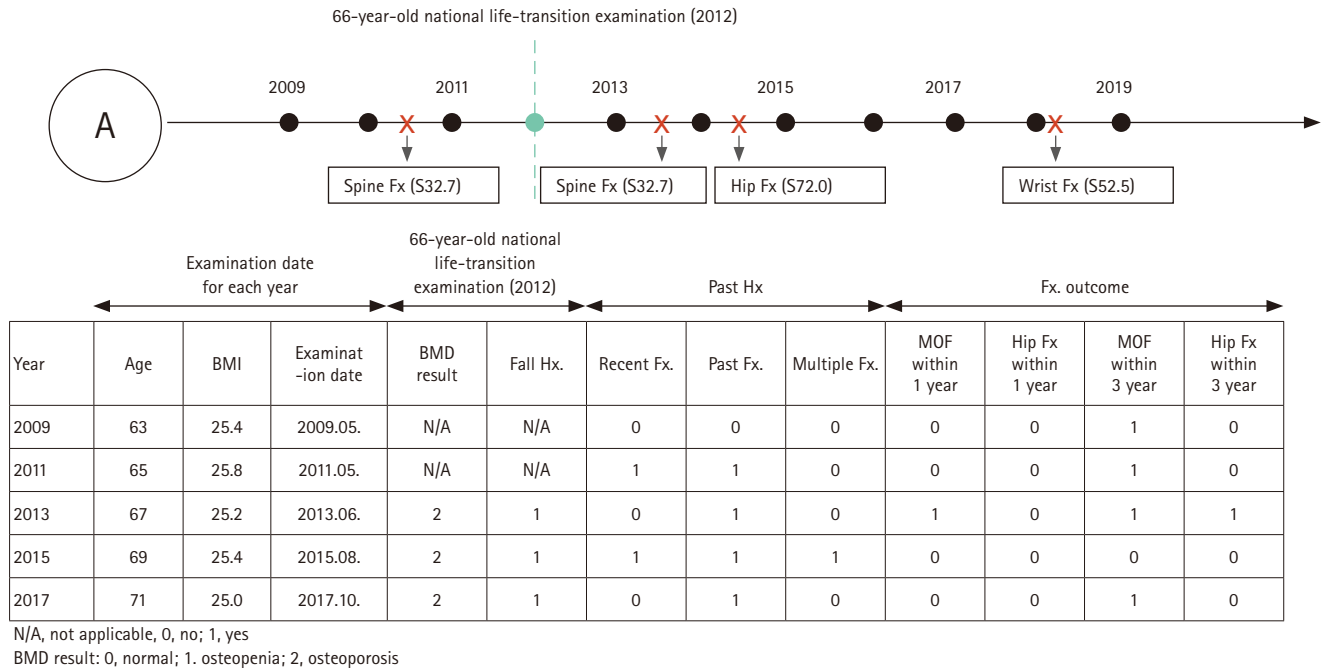 66-year-old national life-transition examination (2012)
2009 2011 2013 2015 2017 2019
A
X X X X
Spine Fx (S32.7) Spine Fx (S32.7) Hip Fx (S72.0) Wrist Fx (S52.5)
66-year-old national
life-transition
examination (2012)
Examination date
for each year
Past Hx
Fx. outcome
Year
Age
BMI
Examinat
-ion date
BMD
result
Fall Hx.
Recent Fx.
Past Fx.
Multiple Fx.
MOF
within
1 year
Hip Fx
within
1 year
MOF
within
3 year
Hip Fx
within
3 year
2009 63 25.4 2009.05. N/A N/A 0 0 0 0 0 1 0
2011 65 25.8 2011.05. N/A N/A 1 1 0 0 0 1 0
2013 67 25.2 2013.06. 2 1 0 1 0 1 0 1 1
2015 69 25.4 2015.08. 2 1 1 1 1 0 0 0 0
2017 71 25.0 2017.10. 2 1 0 1 0 0 0 1 0
N/A, not applicable, 0, no; 1, yes
BMD result: 0, normal; 1. osteopenia; 2, osteoporosis